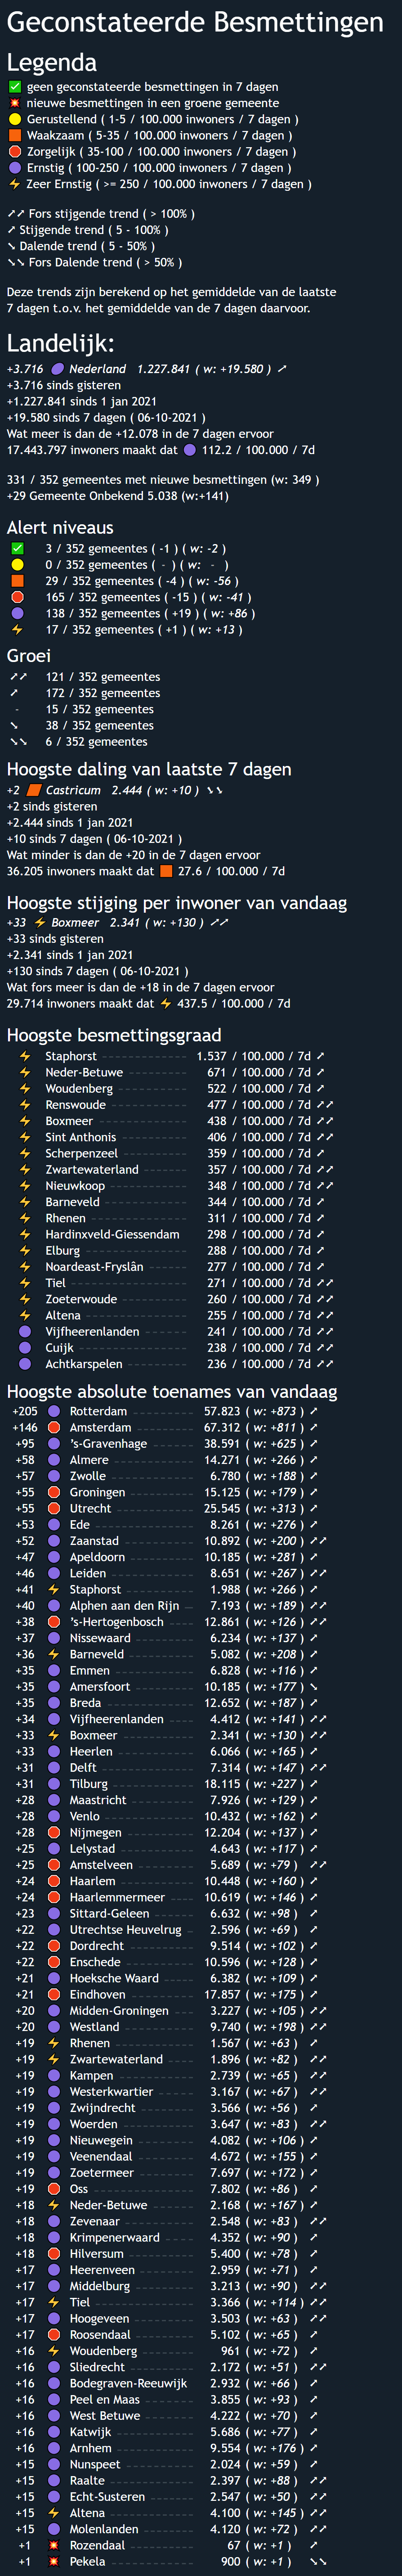 Geconstateerde Besmettingen
Legenda
geen geconstateerde besmettingen in 7 dagen
nieuwe besmettingen in een groene gemeente
Gerustellend ( 1-5 / 100.000 inwoners / 7 dagen )
Waakzaam ( 5-35 / 100.000 inwoners / 7 dagen )
Zorgelijk ( 35-100 / 100.000 inwoners / 7 dagen )
Ernstig ( 100-250 / 100.000 inwoners / 7 dagen )
Zeer Ernstig ( >= 250 / 100.000 inwoners / 7 dagen )
➚➚ Fors stijgende trend ( > 100% )
➚ Stijgende trend ( 5 - 100% )
➘ Dalende trend ( 5 - 50% )
➘➘ Fors Dalende trend ( > 50% )
Deze trends zijn berekend op het gemiddelde van de laatste
7 dagen t.o.v. het gemiddelde van de 7 dagen daarvoor.
Landelijk:
+3.716 Nederland 1.227.841 ( w: +19.580 ) ➚
+3.716 sinds gisteren
+1.227.841 sinds 1 jan 2021
+19.580 sinds 7 dagen ( 06-10-2021 )
Wat meer is dan de +12.078 in de 7 dagen ervoor
17.443.797 inwoners maakt dat 112.2 / 100.000 / 7d
331 / 352 gemeentes met nieuwe besmettingen (w: 349 )
+29 Gemeente Onbekend 5.038 (w:+141)
Alert niveaus
3 / 352 gemeentes ( -1 ) ( w: -2 )
0 / 352 gemeentes ( - ) ( w: - )
29 / 352 gemeentes ( -4 ) ( w: -56 )
165 / 352 gemeentes ( -15 ) ( w: -41 )
138 / 352 gemeentes ( +19 ) ( w: +86 )
17 / 352 gemeentes ( +1 ) ( w: +13 )
Groei
➚➚ 121 / 352 gemeentes
➚ 172 / 352 gemeentes
- 15 / 352 gemeentes
➘ 38 / 352 gemeentes
➘➘ 6 / 352 gemeentes
Hoogste daling van laatste 7 dagen
+2 Castricum 2.444 ( w: +10 ) ➘➘
+2 sinds gisteren
+2.444 sinds 1 jan 2021
+10 sinds 7 dagen ( 06-10-2021 )
Wat minder is dan de +20 in de 7 dagen ervoor
36.205 inwoners maakt dat 27.6 / 100.000 / 7d
Hoogste stijging per inwoner van vandaag
+33 Boxmeer 2.341 ( w: +130 ) ➚➚
+33 sinds gisteren
+2.341 sinds 1 jan 2021
+130 sinds 7 dagen ( 06-10-2021 )
Wat fors meer is dan de +18 in de 7 dagen ervoor
29.714 inwoners maakt dat 437.5 / 100.000 / 7d
Hoogste besmettingsgraad
Staphorst 1.537 / 100.000 / 7d ➚
Neder-Betuwe 671 / 100.000 / 7d ➚
Woudenberg 522 / 100.000 / 7d ➚
Renswoude 477 / 100.000 / 7d ➚➚
Boxmeer 438 / 100.000 / 7d ➚➚
Sint Anthonis 406 / 100.000 / 7d ➚➚
Scherpenzeel 359 / 100.000 / 7d ➚
Zwartewaterland 357 / 100.000 / 7d ➚➚
Nieuwkoop 348 / 100.000 / 7d ➚➚
Barneveld 344 / 100.000 / 7d ➚
Rhenen 311 / 100.000 / 7d ➚
Hardinxveld-Giessendam 298 / 100.000 / 7d ➚
Elburg 288 / 100.000 / 7d ➚
Noardeast-Fryslân 277 / 100.000 / 7d ➚
Tiel 271 / 100.000 / 7d ➚➚
Zoeterwoude 260 / 100.000 / 7d ➚➚
Altena 255 / 100.000 / 7d ➚➚
Vijfheerenlanden 241 / 100.000 / 7d ➚➚
Cuijk 238 / 100.000 / 7d ➚➚
Achtkarspelen 236 / 100.000 / 7d ➚➚
Hoogste absolute toenames van vandaag
+205 Rotterdam 57.823 ( w: +873 ) ➚
+146 Amsterdam 67.312 ( w: +811 ) ➚
+95 's-Gravenhage 38.591 ( w: +625 ) ➚
+58 Almere 14.271 ( w: +266 ) ➚
+57 Zwolle 6.780 ( w: +188 ) ➚
+55 Groningen 15.125 ( w: +179 ) ➚
+55 Utrecht 25.545 ( w: +313 ) ➚
+53 Ede 8.261 ( w: +276 ) ➚
+52 Zaanstad 10.892 ( w: +200 ) ➚➚
+47 Apeldoorn 10.185 ( w: +281 ) ➚
+46 Leiden 8.651 ( w: +267 ) ➚➚
+41 Staphorst 1.988 ( w: +266 ) ➚
+40 Alphen aan den Rijn 7.193 ( w: +189 ) ➚➚
+38 's-Hertogenbosch 12.861 ( w: +126 ) ➚➚
+37 Nissewaard 6.234 ( w: +137 ) ➚
+36 Barneveld 5.082 ( w: +208 ) ➚
+35 Emmen 6.828 ( w: +116 ) ➚
+35 Amersfoort 10.185 ( w: +177 ) ➘
+35 Breda 12.652 ( w: +187 ) ➚
+34 Vijfheerenlanden 4.412 ( w: +141 ) ➚➚
+33 Boxmeer 2.341 ( w: +130 ) ➚➚
+33 Heerlen 6.066 ( w: +165 ) ➚
+31 Delft 7.314 ( w: +147 ) ➚➚
+31 Tilburg 18.115 ( w: +227 ) ➚
+28 Maastricht 7.926 ( w: +129 ) ➚
+28 Venlo 10.432 ( w: +162 ) ➚
+28 Nijmegen 12.204 ( w: +137 ) ➚
+25 Lelystad 4.643 ( w: +117 ) ➚
+25 Amstelveen 5.689 ( w: +79 ) ➚➚
+24 Haarlem 10.448 ( w: +160 ) ➚
+24 Haarlemmermeer 10.619 ( w: +146 ) ➚
+23 Sittard-Geleen 6.632 ( w: +98 ) ➚
+22 Utrechtse Heuvelrug 2.596 ( w: +69 ) ➚
+22 Dordrecht 9.514 ( w: +102 ) ➚
+22 Enschede 10.596 ( w: +128 ) ➚
+21 Hoeksche Waard 6.382 ( w: +109 ) ➚
+21 Eindhoven 17.857 ( w: +175 ) ➚
+20 Midden-Groningen 3.227 ( w: +105 ) ➚➚
+20 Westland 9.740 ( w: +198 ) ➚➚
+19 Rhenen 1.567 ( w: +63 ) ➚
+19 Zwartewaterland 1.896 ( w: +82 ) ➚➚
+19 Kampen 2.739 ( w: +65 ) ➚➚
+19 Westerkwartier 3.167 ( w: +67 ) ➚➚
+19 Zwijndrecht 3.566 ( w: +56 ) ➚
+19 Woerden 3.647 ( w: +83 ) ➚➚
+19 Nieuwegein 4.082 ( w: +106 ) ➚
+19 Veenendaal 4.672 ( w: +155 ) ➚
+19 Zoetermeer 7.697 ( w: +172 ) ➚
+19 Oss 7.802 ( w: +86 ) ➚
+18 Neder-Betuwe 2.168 ( w: +167 ) ➚
+18 Zevenaar 2.548 ( w: +83 ) ➚➚
+18 Krimpenerwaard 4.352 ( w: +90 ) ➚
+18 Hilversum 5.400 ( w: +78 ) ➚
+17 Heerenveen 2.959 ( w: +71 ) ➚
+17 Middelburg 3.213 ( w: +90 ) ➚➚
+17 Tiel 3.366 ( w: +114 ) ➚➚
+17 Hoogeveen 3.503 ( w: +63 ) ➚➚
+17 Roosendaal 5.102 ( w: +65 ) ➚
+16 Woudenberg 961 ( w: +72 ) ➚
+16 Sliedrecht 2.172 ( w: +51 ) ➚➚
+16 Bodegraven-Reeuwijk 2.932 ( w: +66 ) ➚
+16 Peel en Maas 3.855 ( w: +93 ) ➚
+16 West Betuwe 4.222 ( w: +70 ) ➚
+16 Katwijk 5.686 ( w: +77 ) ➚
+16 Arnhem 9.554 ( w: +176 ) ➚
+15 Nunspeet 2.024 ( w: +59 ) ➚
+15 Raalte 2.397 ( w: +88 ) ➚➚
+15 Echt-Susteren 2.547 ( w: +50 ) ➚➚
+15 Altena 4.100 ( w: +145 ) ➚➚
+15 Molenlanden 4.120 ( w: +72 ) ➚➚
+1 Rozendaal 67 ( w: +1 ) ➚
+1 Pekela 900 ( w: +1 ) ➘➘